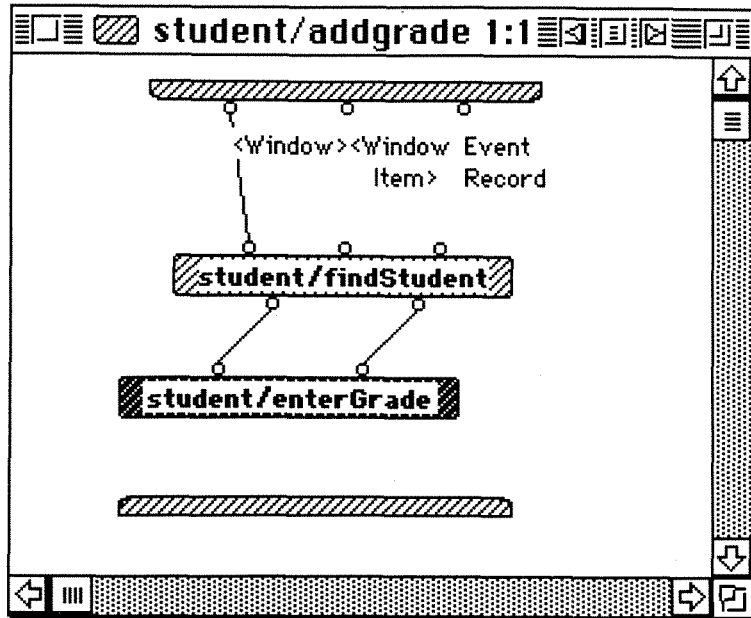 student/addgrade 1:1
<Window><Window Event
Item> Record
student/findStudent
student/enterGrade